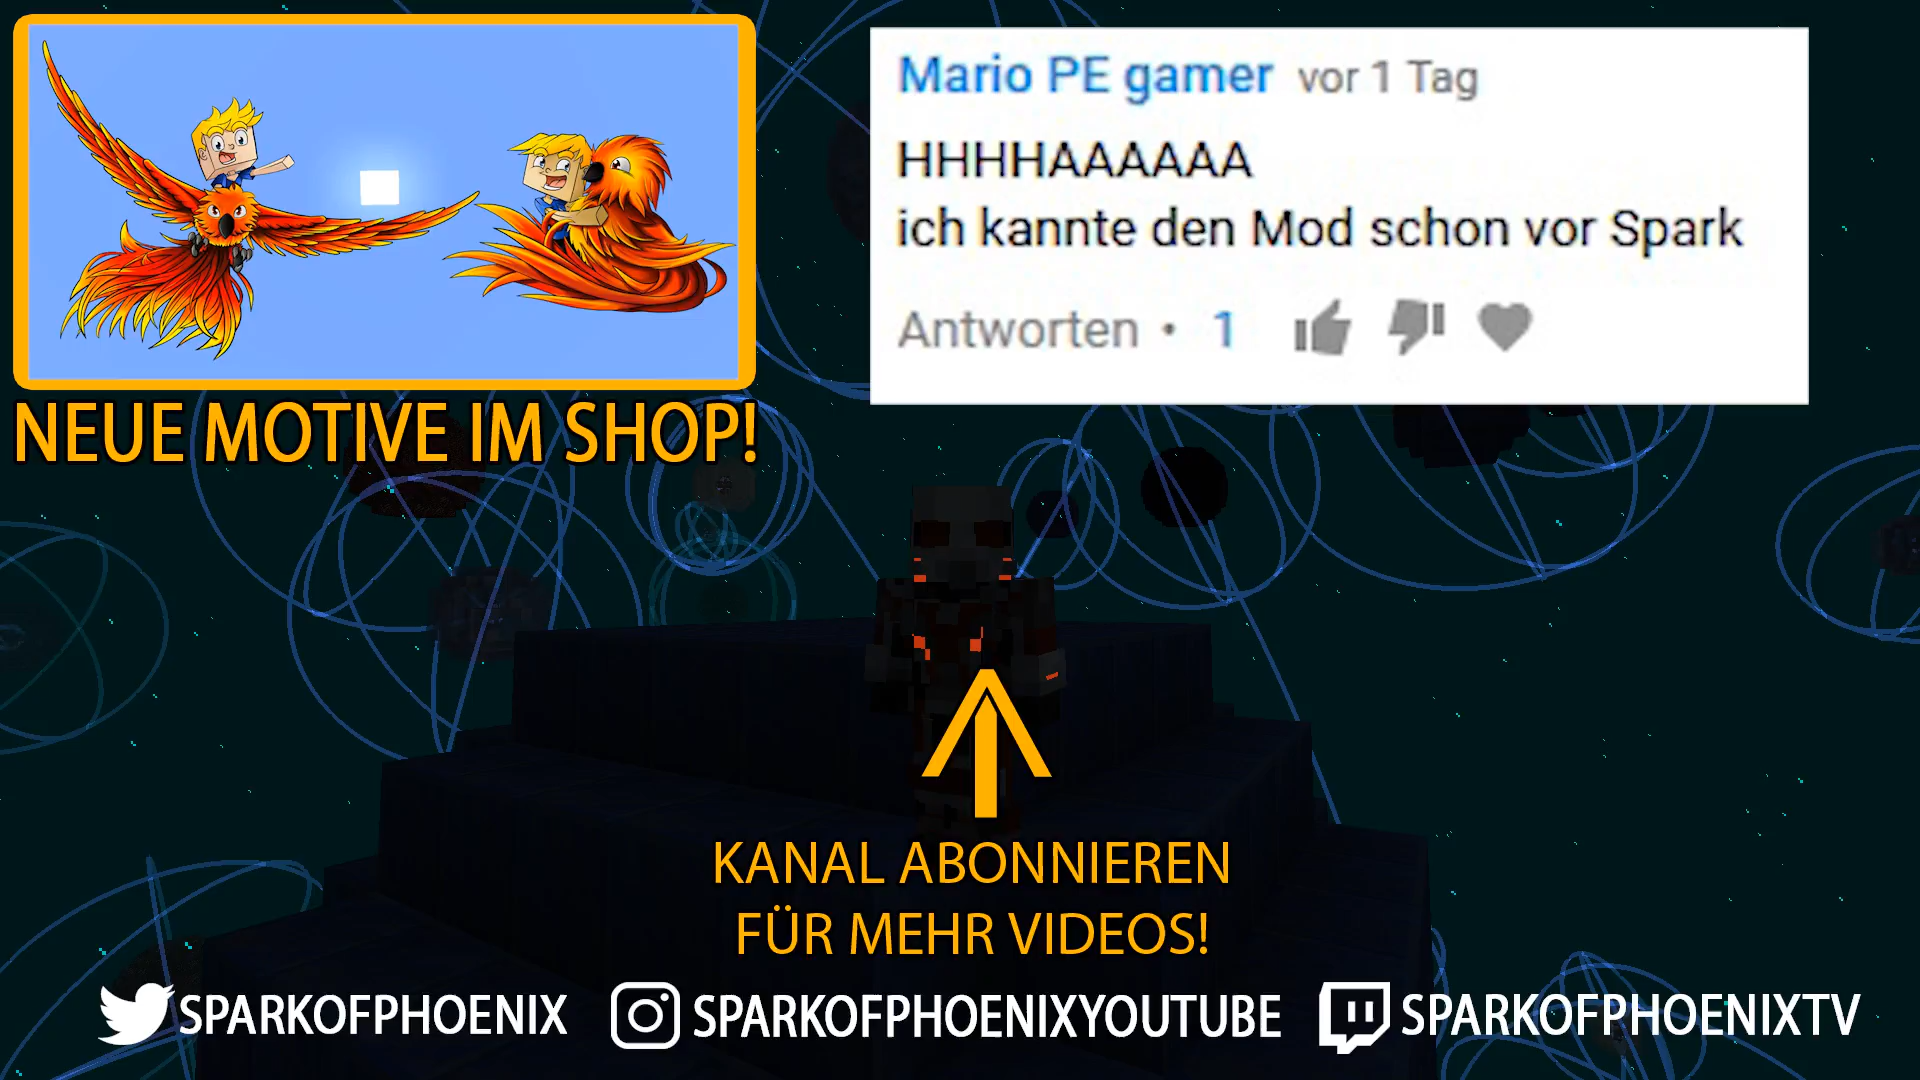 NEUE MOTIVE IM SHOP!
Mario PE gamer vor 1 Tag
HHHHAAAAAA
ich kannte den Mod schon vor Spark
Antworten • 1
KANAL ABONNIEREN
FÜR MEHR VIDEOS!
SPARKOFPHOENIX SPARKOFPHOENIXYOUTUBE SPARKOFPHOENIXTV